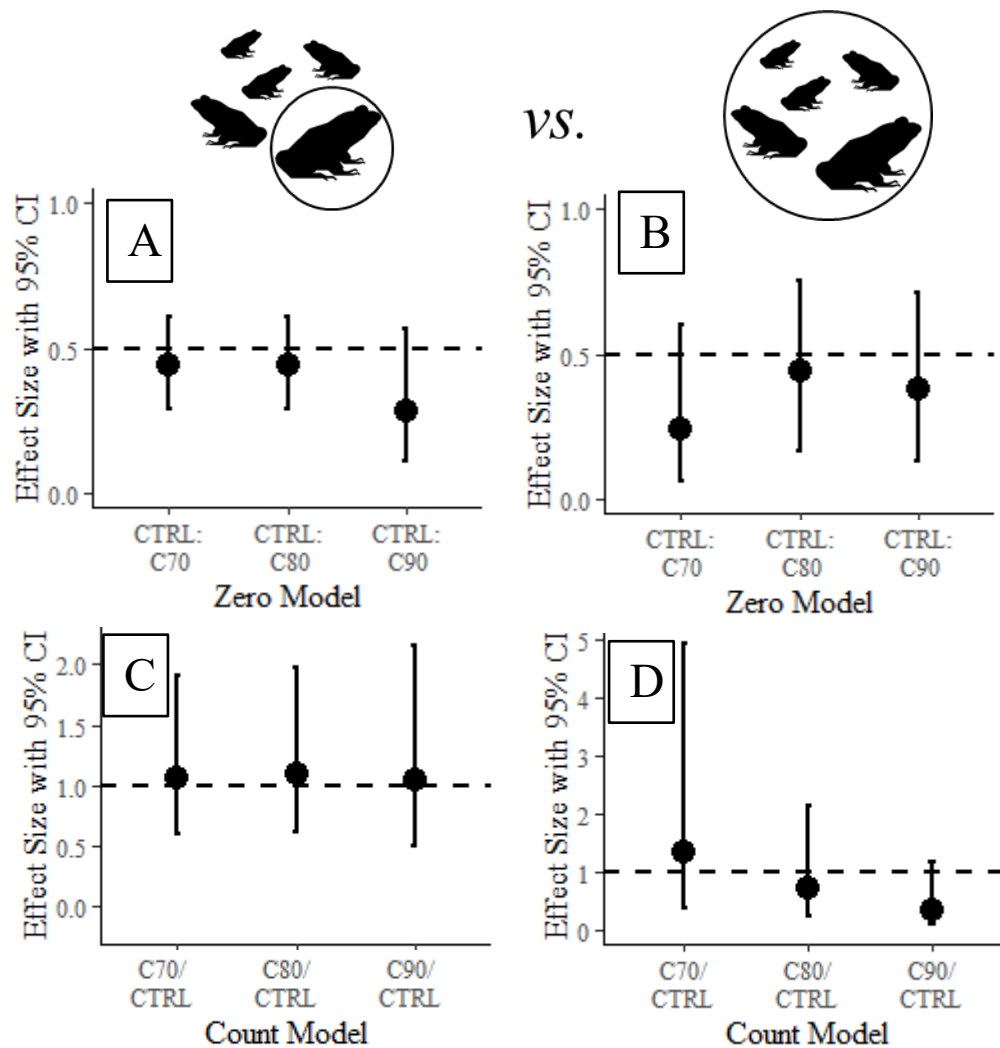 vs.
A
Effect Size with 95% CI
1.0
0.5
0.0
CTRL:
C70
CTRL:
C80
CTRL:
C90
Zero Model
B
Effect Size with 95% CI
1.0
0.5
0.0
CTRL:
C70
CTRL:
C80
CTRL:
C90
Zero Model
C
Effect Size with 95% CI
2.0
1.5
1.0
0.5
0.0
C70/
CTRL
C80/
CTRL
C90/
CTRL
Count Model
D
Effect Size with 95% CI
5
4
3
2
1
0
C70/
CTRL
C80/
CTRL
C90/
CTRL
Count Model